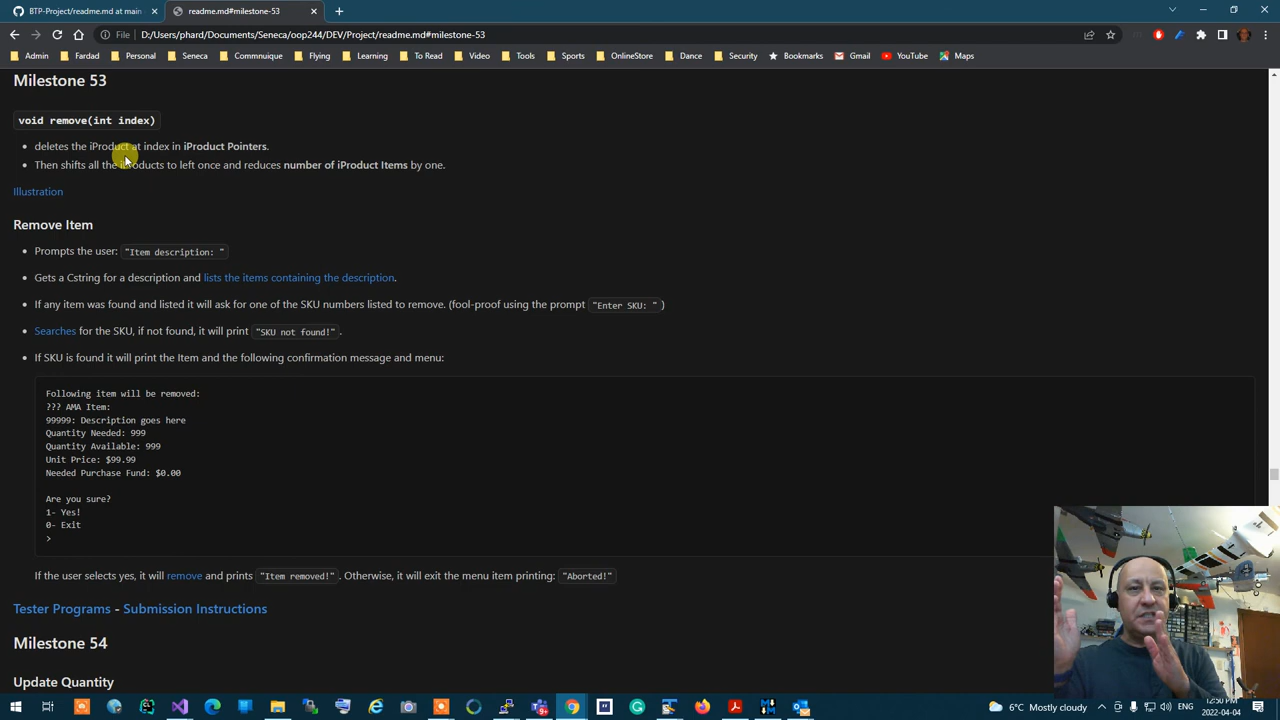 BTP-Project/readme.md at main
readme.md#milestone-53
File
D:/Users/phard/Documents/Seneca/oop244/DEV/Project/readme.md#milestone-53
Admin Fardad Personal Seneca Commnuique Flying Learning To Read Video Tools Sports OnlineStore Dance Security Bookmarks Gmail YouTube Maps
Milestone 53
void remove(int index)
deletes the iProduct at index in iProduct Pointers.
Then shifts all the iProducts to left once and reduces number of iProduct Items by one.
Illustration
Remove Item
Prompts the user: "Item description: "
Gets a Cstring for a description and lists the items containing the description.
If any item was found and listed it will ask for one of the SKU numbers listed to remove. (fool-proof using the prompt "Enter SKU: " )
Searches for the SKU, if not found, it will print "SKU not found!".
If SKU is found it will print the Item and the following confirmation message and menu:
Following item will be removed:
??? AMA Item:
99999: Description goes here
Quantity Needed: 999
Quantity Available: 999
Unit Price: $99.99
Needed Purchase Fund: $0.00
Are you sure?
1- Yes!
0- Exit
>
If the user selects yes, it will remove and prints "Item removed!". Otherwise, it will exit the menu item printing: "Aborted!"
Tester Programs - Submission Instructions
Milestone 54
Update Quantity
6°C Mostly cloudy
12:50 PM
2022-04-04